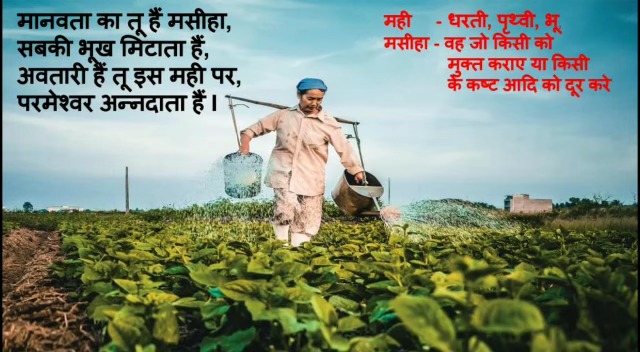 मानवता का तू हैं मसीहा,
सबकी भूख मिटाता हैं,
अवतारी हैं तू इस मही पर,
परमेश्वर अन्नदाता हैं I
मही - धरती, पृथ्वी, भू
मसीहा - वह जो किसी को
मुक्त कराए या किसी
के कष्ट आदि को दूर करे